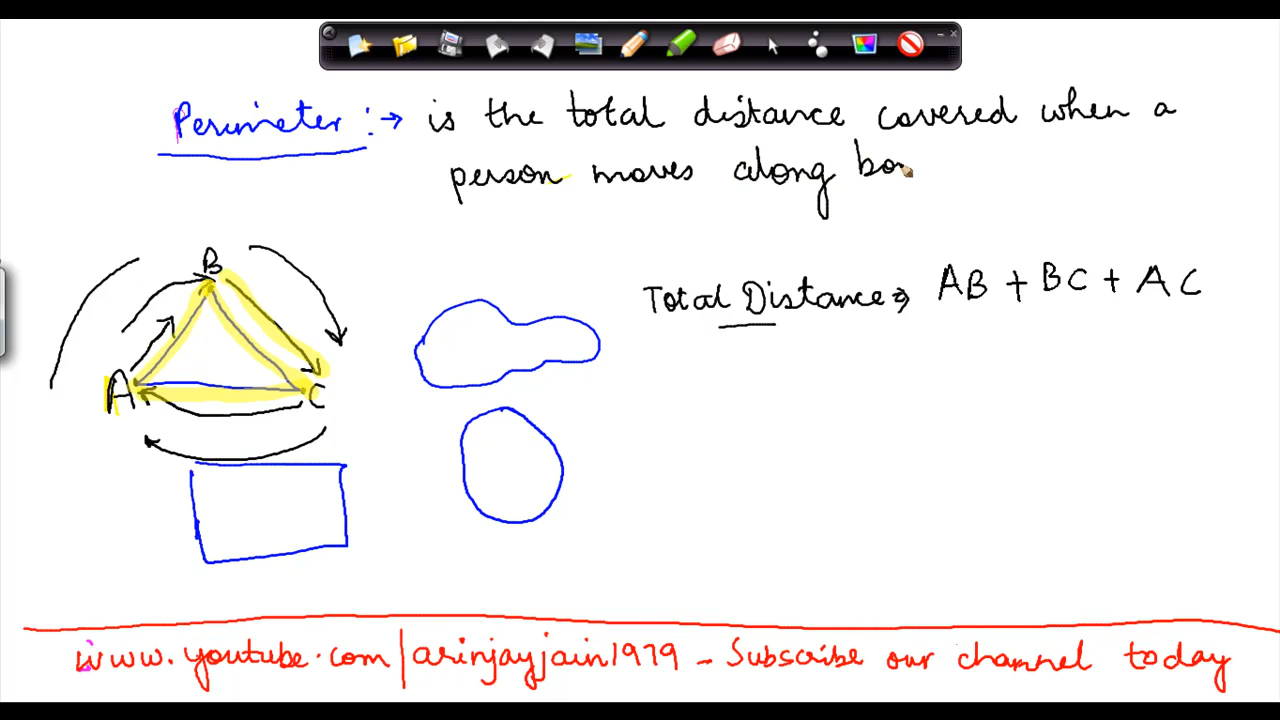 Perimeter :→ is the total distance covered when a
person moves along bo
B
Total Distance ⇒ AB + BC + AC
A
C
www.youtube.com/arinjayjain1979 - Subscribe our channel today